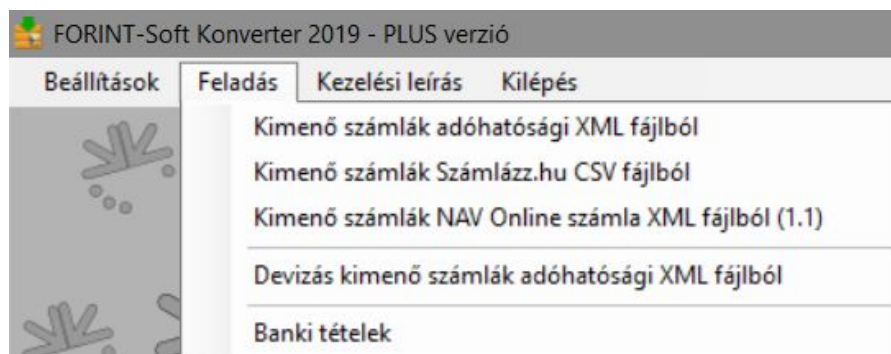 FORINT-Soft Konverter 2019 - PLUS verzió
Beállítások Feladás Kezelési leírás Kilépés
Kimenő számlák adóhatósági XML fájlból
Kimenő számlák Számlázz.hu CSV fájlból
Kimenő számlák NAV Online számla XML fájlból (1.1)
Devizás kimenő számlák adóhatósági XML fájlból
Banki tételek